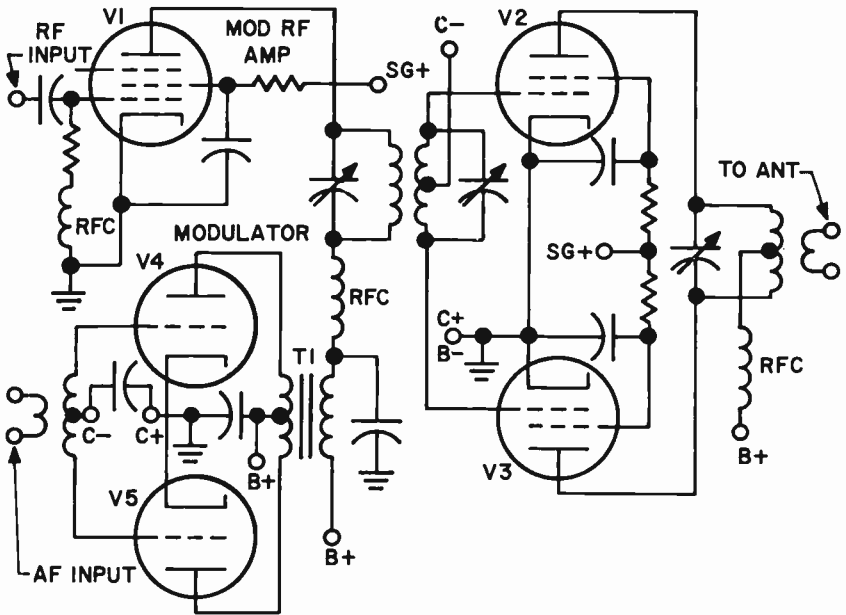 V1
RF
INPUT
MOD RF
AMP
SG+
C-
V2
TO ANT
RFC
MODULATOR
V4
RFC
SG+
C+
B-
RFC
T1
C-
C+
B+
V5
V3
B+
B+
AF INPUT